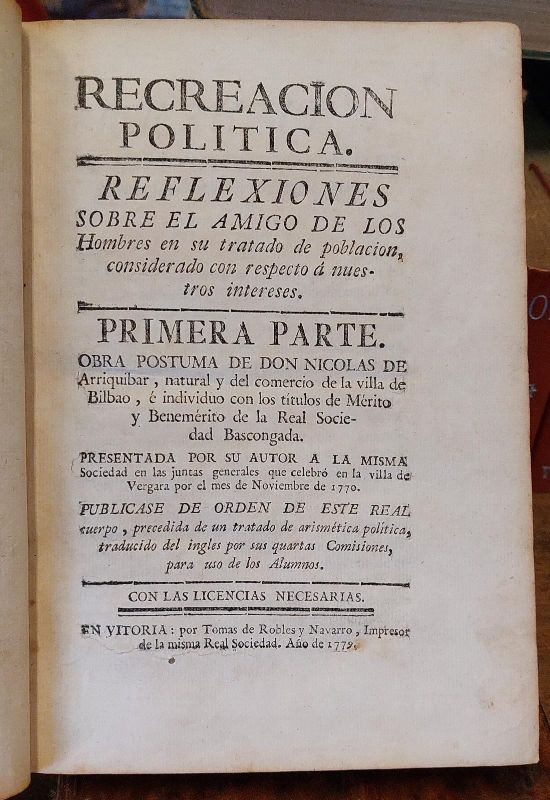 RECREACION
POLITICA.
REFLEXIONES
SOBRE EL AMIGO DE LOS
Hombres en su tratado de poblacion,
considerado con respecto á nues-
tros intereses.
PRIMERA PARTE.
OBRA POSTUMA DE DON NICOLAS DE
Arriquibar, natural y del comercio de la villa de
Bilbao, é individuo con los títulos de Mérito
y Benemérito de la Real Socie-
dad Bascongada.
PRESENTADA POR SU AUTOR A LA MISMA
Sociedad en las juntas generales que celebró en la villa de
Vergara por el mes de Noviembre de 1770.
PUBLICASE DE ORDEN DE ESTE REAL
cuerpo, precedida de un tratado de arismética política,
traducido del ingles por sus quartas Comisiones,
para uso de los Alumnos.
CON LAS LICENCIAS NECESARIAS.
EN VITORIA: por Tomas de Robles y Navarro, Impresor
de la misma Real Sociedad. Año de 1779.